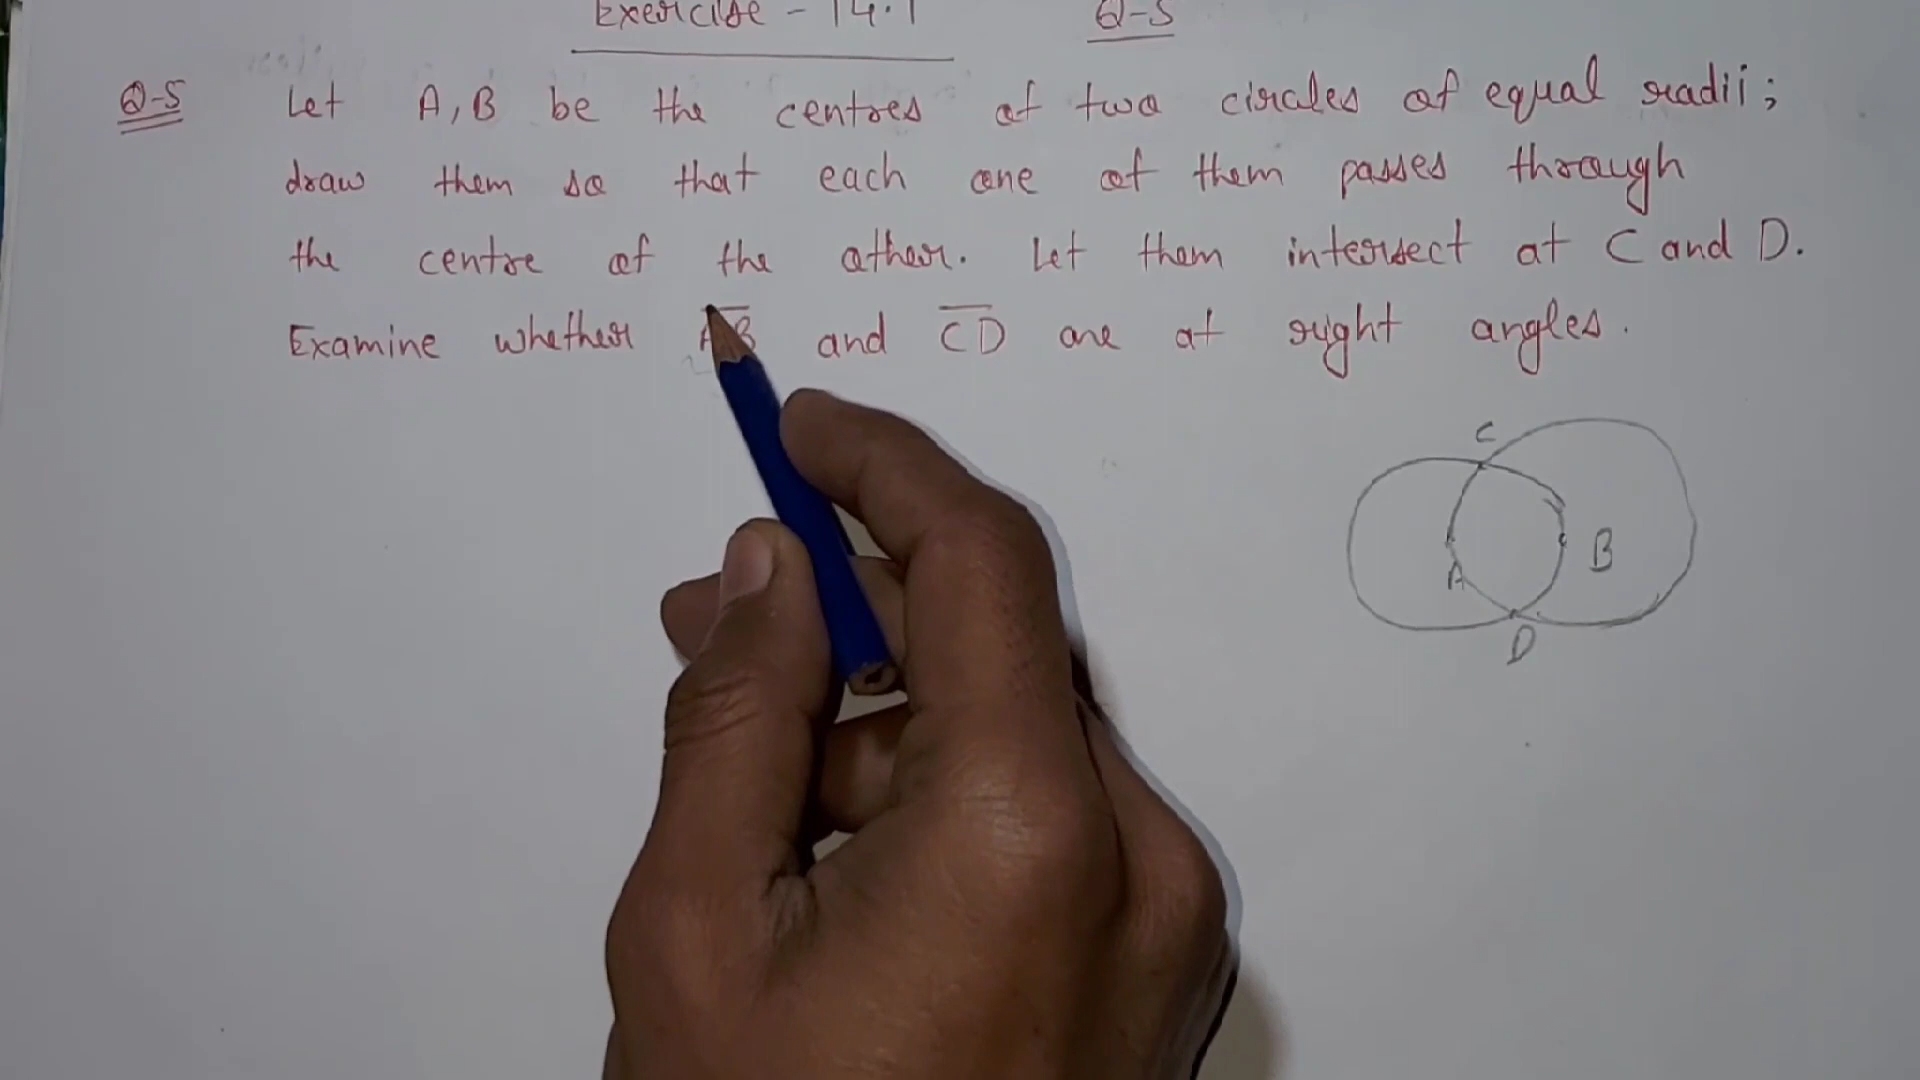 Exercise - 14.1 Q-5
Q-5 Let A, B be the centres of two circles of equal radii;
draw them so that each one of them passes through
the centre of the other. Let them intersect at C and D.
Examine whether AB and CD are at right angles.
C
B
A
D